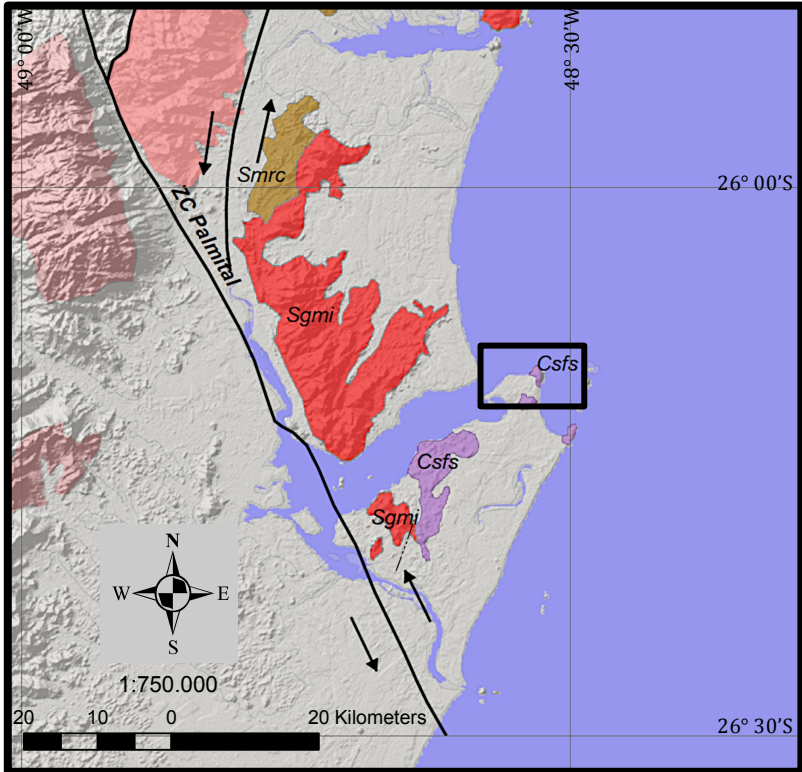 49° 00'W
48° 30'W
Smrc
26° 00'S
ZC Palmital
Sgmi
Csfs
Csfs
Sgmi
N
W E
S
1:750.000
20 10 0 20 Kilometers
26° 30'S